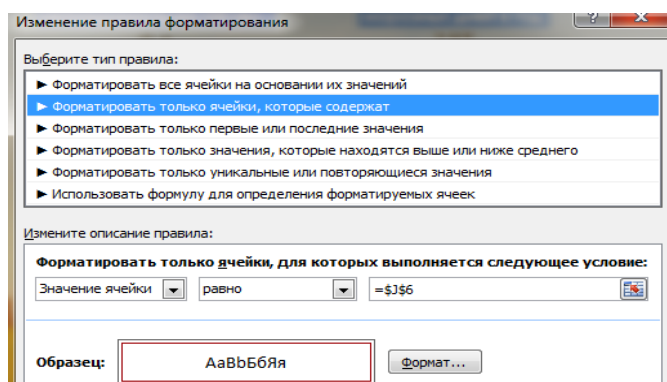 Изменение правила форматирования
Выберите тип правила:
► Форматировать все ячейки на основании их значений
► Форматировать только ячейки, которые содержат
► Форматировать только первые или последние значения
► Форматировать только значения, которые находятся выше или ниже среднего
► Форматировать только уникальные или повторяющиеся значения
► Использовать формулу для определения форматируемых ячеек
Измените описание правила:
Форматировать только ячейки, для которых выполняется следующее условие:
Значение ячейки равно =$J$6
Образец: АаВbБбЯя Формат...